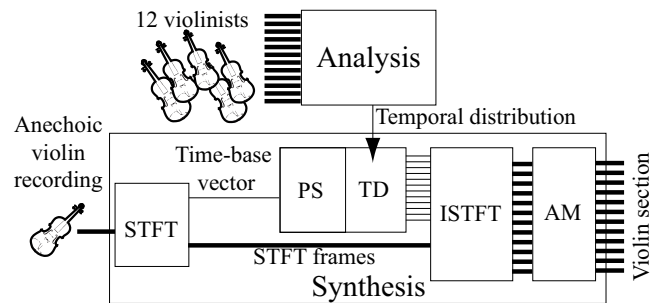 12 violinists
Analysis
Temporal distribution
Anechoic
violin
recording
Time-base
vector
PS
TD
STFT
ISTFT
AM
STFT frames
Synthesis
Violin section